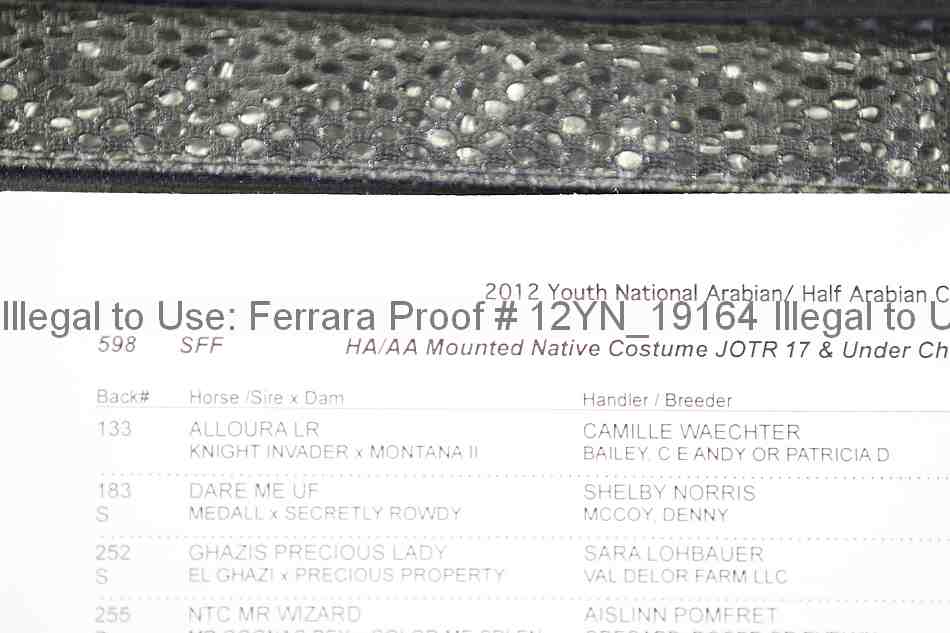 2012 Youth National Arabian/ Half Arabian C
Illegal to Use: Ferrara Proof # 12YN_19164 Illegal to U
598 SFF HA/AA Mounted Native Costume JOTR 17 & Under Ch
Back# Horse /Sire x Dam Handler / Breeder
133 ALLOURA LR CAMILLE WAECHTER
KNIGHT INVADER x MONTANA II BAILEY, C E ANDY OR PATRICIA D
183 DARE ME UF SHELBY NORRIS
S MEDALL x SECRETLY ROWDY MCCOY, DENNY
252 GHAZIS PRECIOUS LADY SARA LOHBAUER
S EL GHAZI x PRECIOUS PROPERTY VAL DELOR FARM LLC
255 NTC MR WIZARD AISLINN POMFRET